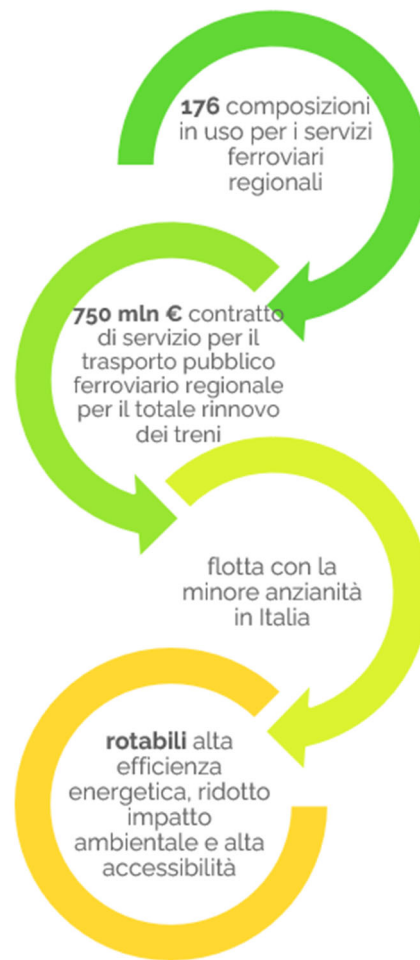 176 composizioni
in uso per i servizi
ferroviari
regionali
750 mln € contratto
di servizio per il
trasporto pubblico
ferroviario regionale
per il totale rinnovo
dei treni
flotta con la
minore anzianità
in Italia
rotabili alta
efficienza
energetica, ridotto
impatto
ambientale e alta
accessibilità